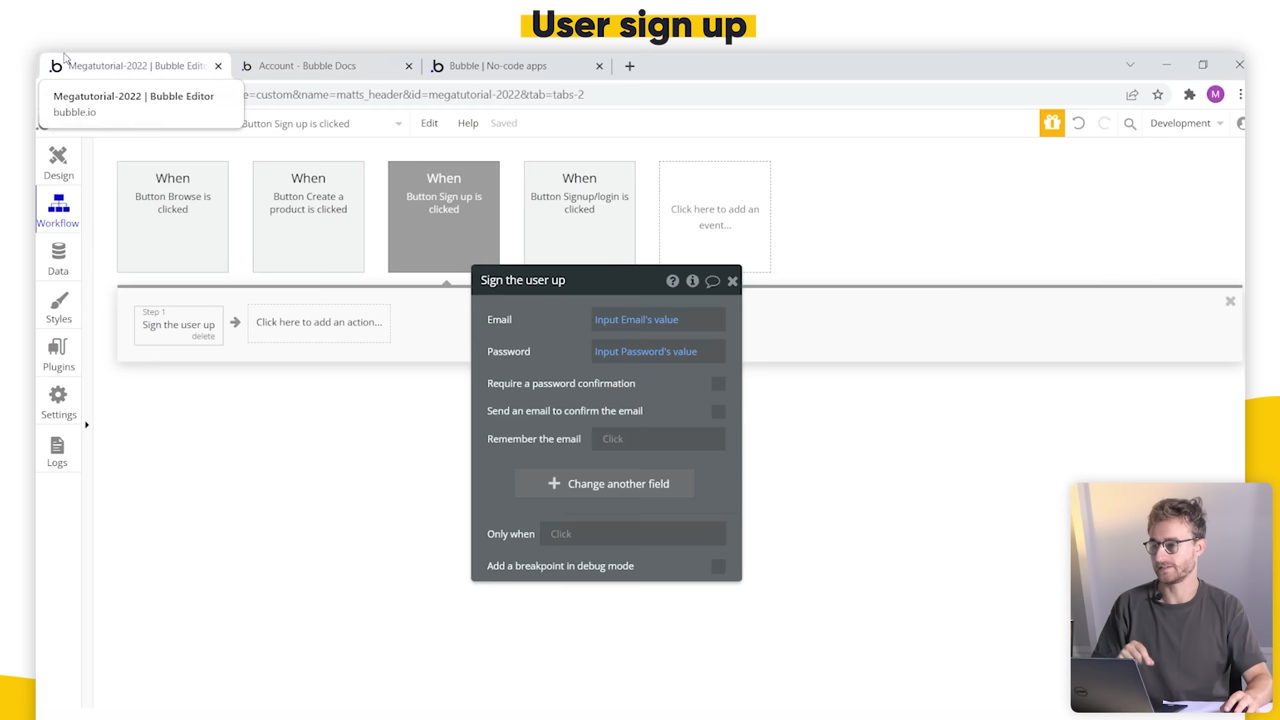 User sign up
Megatutorial-2022 | Bubble Edit
Account - Bubble Docs
Bubble | No-code apps
Megatutorial-2022 | Bubble Editor
bubble.io
=custom&name=matts_header&id=megatutorial-2022&tab=tabs-2
M
Button Sign up is clicked
Edit
Help
Saved
Development
Design
Workflow
Data
Styles
Plugins
Settings
Logs
When
Button Browse is
clicked
When
Button Create a
product is clicked
When
Button Sign up is
clicked
When
Button Signup/login is
clicked
Click here to add an
event...
Step 1
Sign the user up
delete
Click here to add an action...
Sign the user up
Email
Input Email's value
Password
Input Password's value
Require a password confirmation
Send an email to confirm the email
Remember the email
Click
+ Change another field
Only when
Click
Add a breakpoint in debug mode